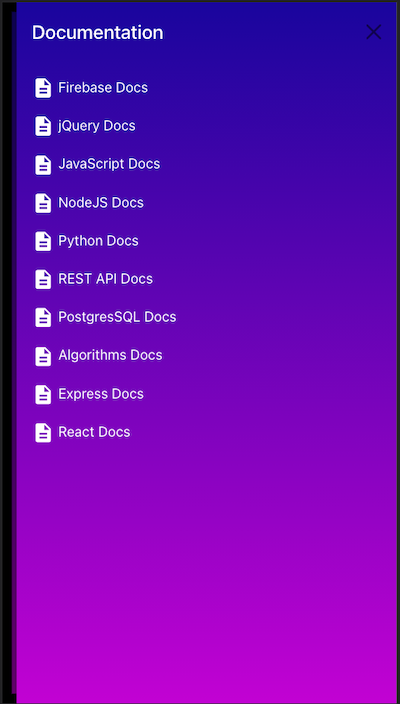 Documentation
Firebase Docs
jQuery Docs
JavaScript Docs
NodeJS Docs
Python Docs
REST API Docs
PostgresSQL Docs
Algorithms Docs
Express Docs
React Docs